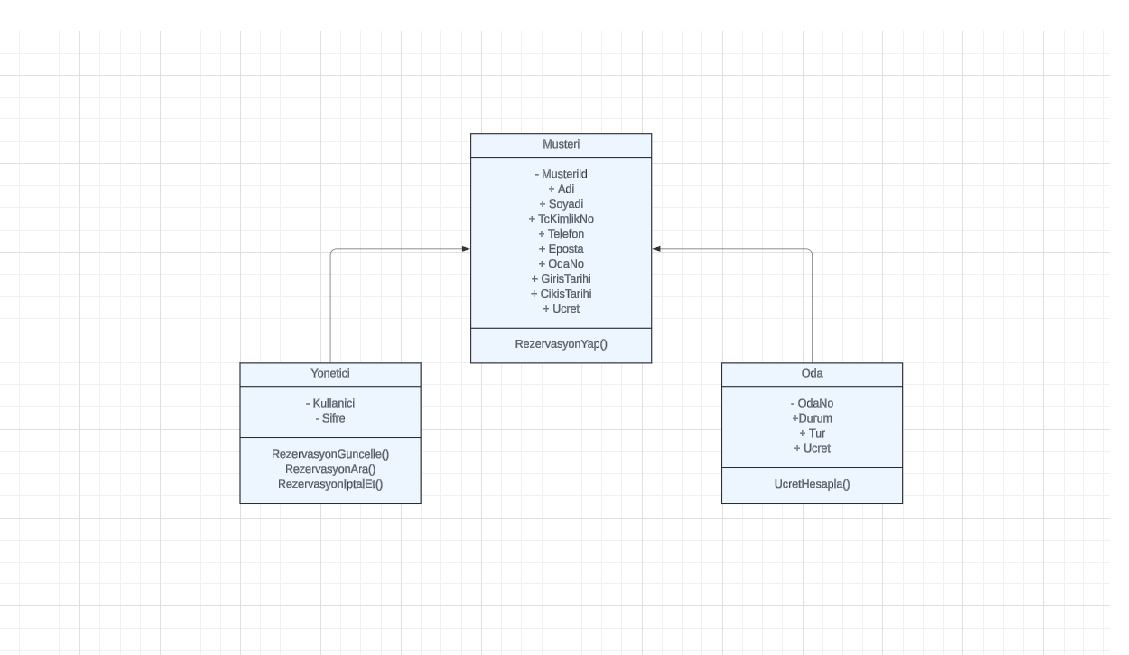 Musteri
- MusteriId
+ Adi
+ Soyadi
+ TcKimlikNo
+ Telefon
+ Eposta
+ OdaNo
+ GirisTarihi
+ CikisTarihi
+ Ucret
RezervasyonYap()
Yonetici
- Kullanici
- Sifre
RezervasyonGuncelle()
RezervasyonAra()
RezervasyonIptalEt()
Oda
- OdaNo
+Durum
+ Tur
+ Ucret
UcretHesapla()